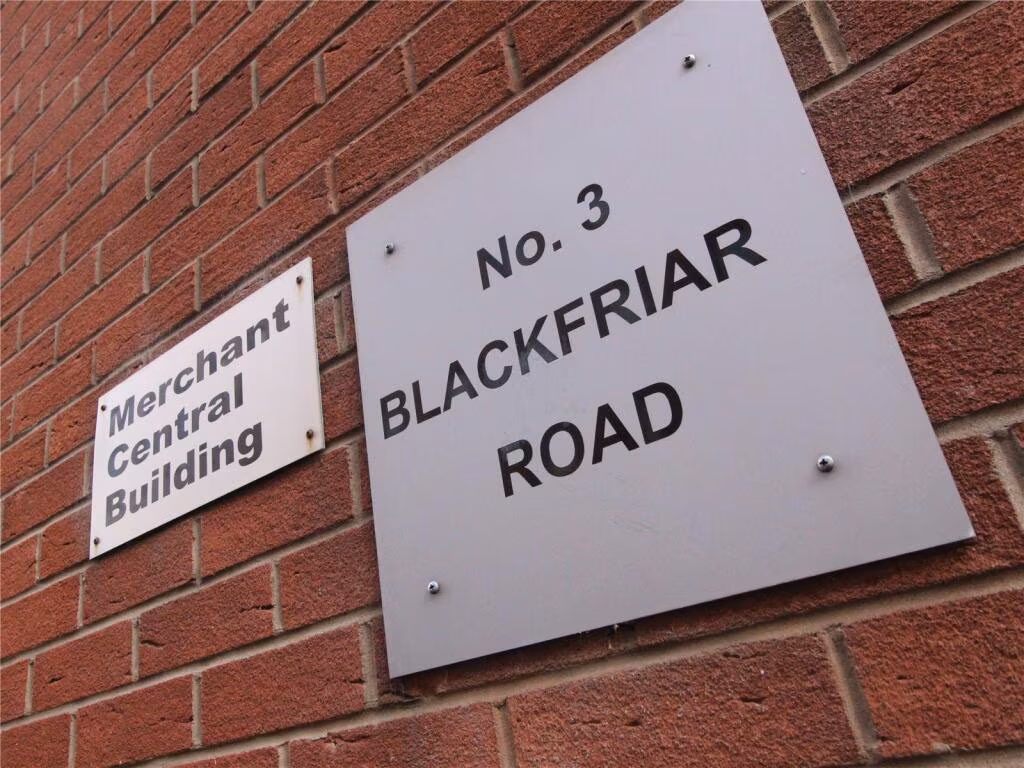 Merchant
Central
Building
No. 3
BLACKFRIAR
ROAD